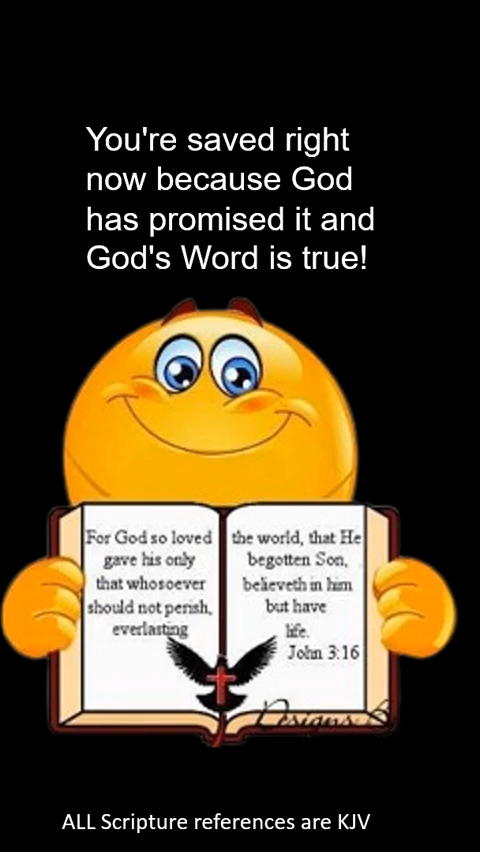 You're saved right
now because God
has promised it and
God's Word is true!
For God so loved the world, that He
gave his only begotten Son,
that whosoever believeth in him
should not perish, but have
everlasting life.
John 3:16
Designs
ALL Scripture references are KJV